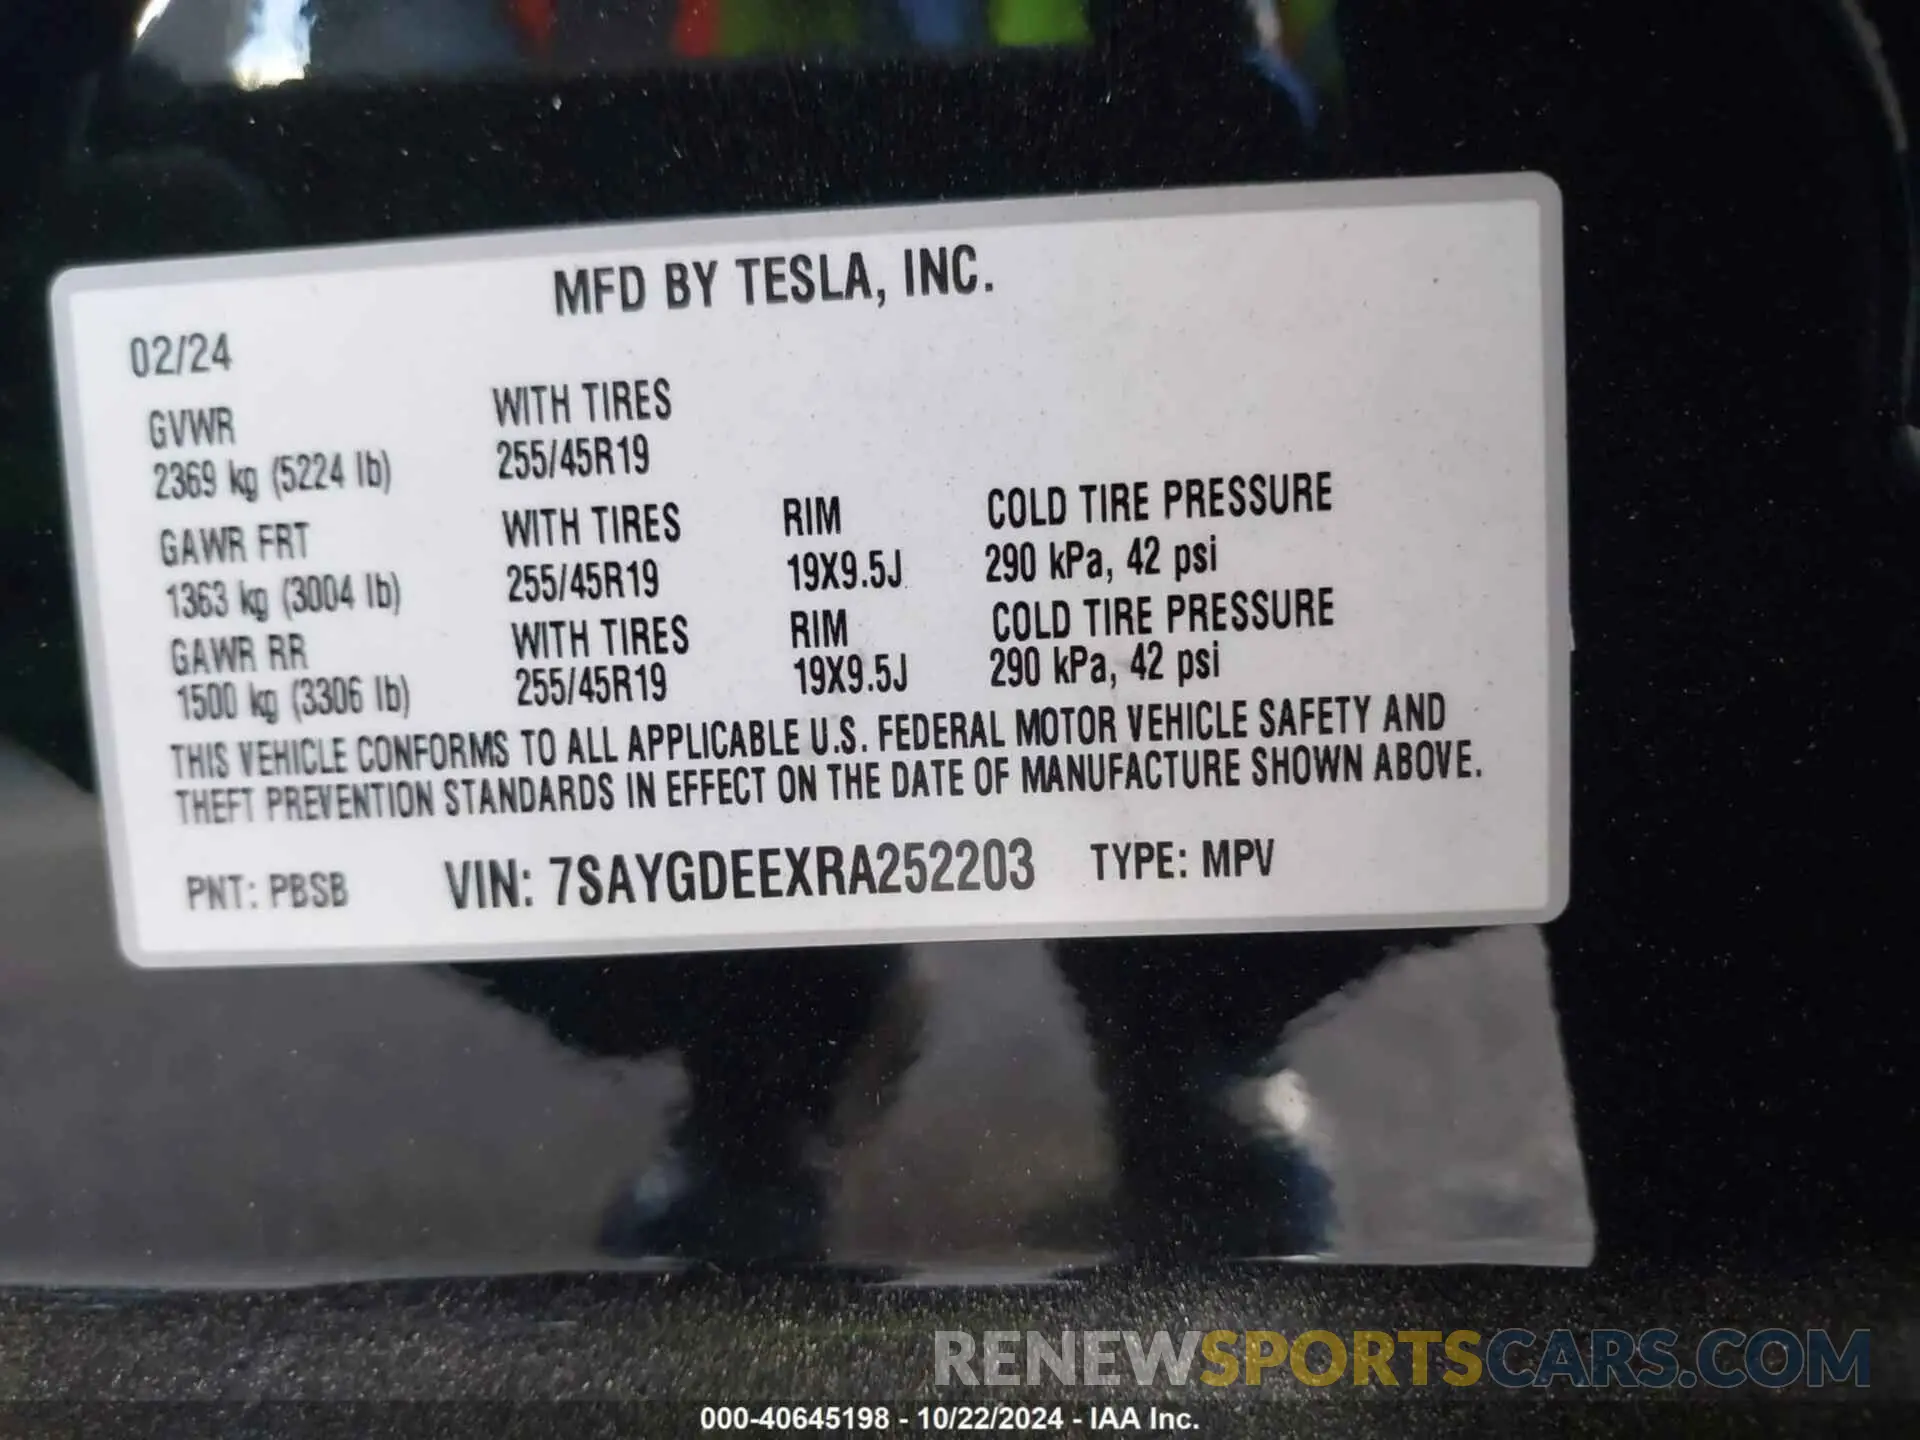 MFD BY TESLA, INC.
02/24
GVWR WITH TIRES
2369 kg (5224 lb) 255/45R19
GAWR FRT WITH TIRES RIM COLD TIRE PRESSURE
1363 kg (3004 lb) 255/45R19 19X9.5J 290 kPa, 42 psi
GAWR RR WITH TIRES RIM COLD TIRE PRESSURE
1500 kg (3306 lb) 255/45R19 19X9.5J 290 kPa, 42 psi
THIS VEHICLE CONFORMS TO ALL APPLICABLE U.S. FEDERAL MOTOR VEHICLE SAFETY AND
THEFT PREVENTION STANDARDS IN EFFECT ON THE DATE OF MANUFACTURE SHOWN ABOVE.
PNT: PBSB VIN: 7SAYGDEEXRA252203 TYPE: MPV
RENEWSPORTSCARS.COM
000-40645198 - 10/22/2024 - IAA Inc.